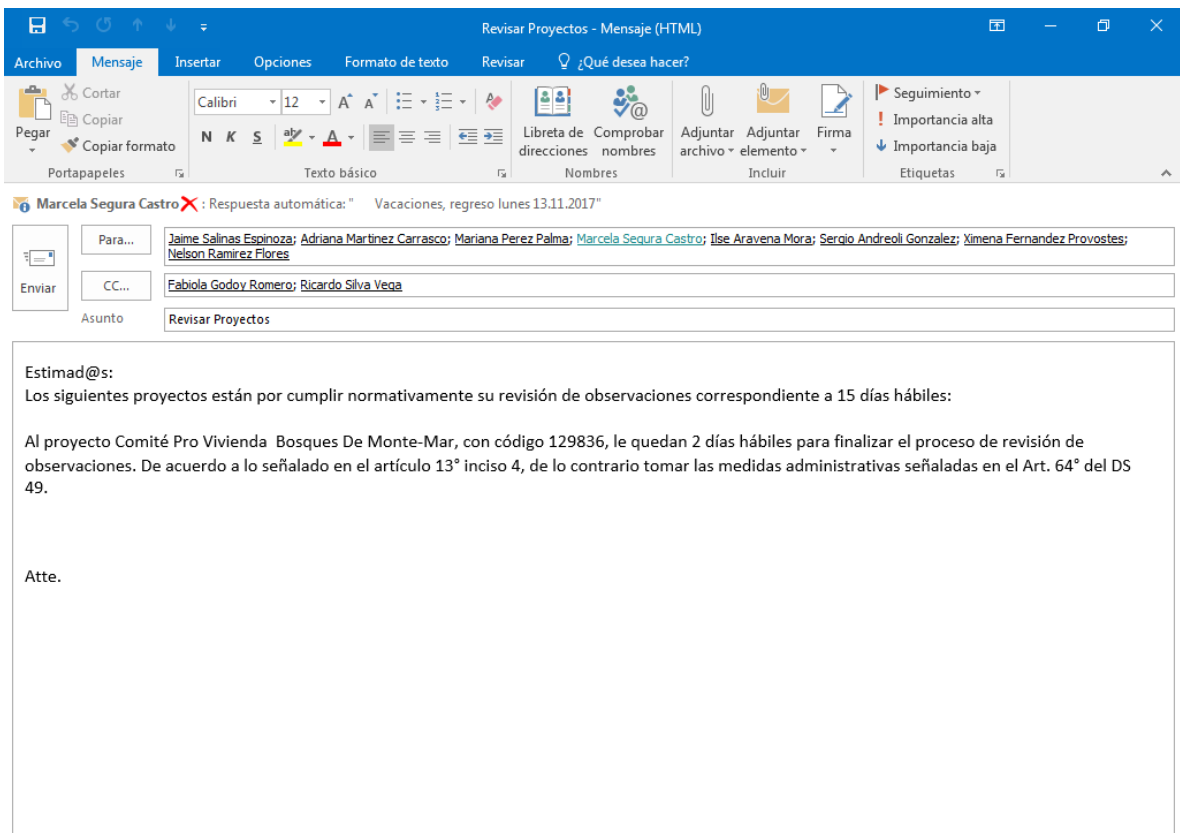 Revisar Proyectos - Mensaje (HTML)
Archivo Mensaje Insertar Opciones Formato de texto Revisar ¿Qué desea hacer?
Pegar
Cortar
Copiar
Copiar formato
Portapapeles
Calibri 12
N K S
Texto básico
Libreta de direcciones
Comprobar nombres
Nombres
Adjuntar archivo
Adjuntar elemento
Firma
Incluir
Seguimiento
Importancia alta
Importancia baja
Etiquetas
Marcela Segura Castro : Respuesta automática: " Vacaciones, regreso lunes 13.11.2017"
Enviar
Para... Jaime Salinas Espinoza; Adriana Martinez Carrasco; Mariana Perez Palma; Marcela Segura Castro; Ilse Aravena Mora; Sergio Andreoli Gonzalez; Ximena Fernandez Provostes;
Nelson Ramirez Flores
CC... Fabiola Godoy Romero; Ricardo Silva Vega
Asunto Revisar Proyectos
Estimad@s:
Los siguientes proyectos están por cumplir normativamente su revisión de observaciones correspondiente a 15 días hábiles:
Al proyecto Comité Pro Vivienda  Bosques De Monte-Mar, con código 129836, le quedan 2 días hábiles para finalizar el proceso de revisión de
observaciones. De acuerdo a lo señalado en el artículo 13° inciso 4, de lo contrario tomar las medidas administrativas señaladas en el Art. 64° del DS
49.
Atte.